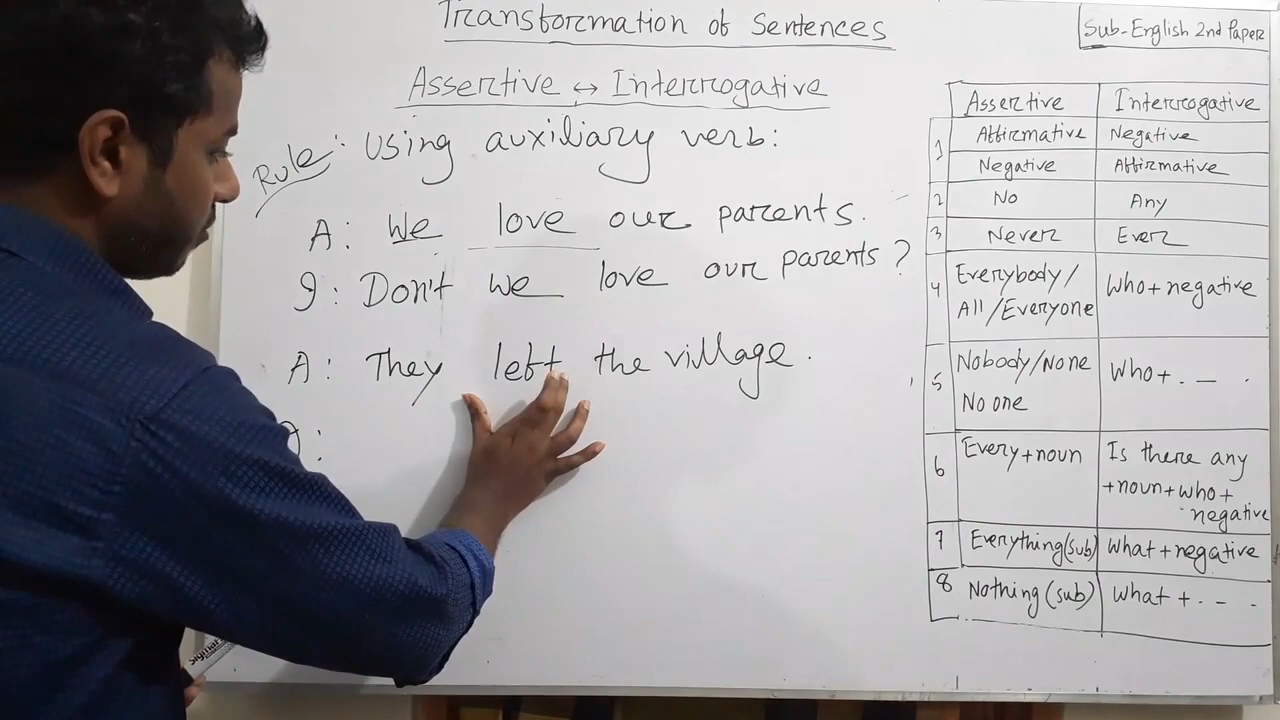 Transformation of Sentences
Sub-English 2nd Paper
Assertive ↔ Interrogative
Rule: Using auxiliary verb:
A: We love our parents.
I: Don't we love our parents?
A: They left the village.
I:
Assertive Interrogative
1 Affirmative Negative
Negative Affirmative
2 No Any
3 Never Ever
4 Everybody/ Who+negative
All/Everyone
5 Nobody/None Who+ . — .
No one
6 Every+noun Is there any
+noun+who+
negative
7 Everything(sub) What+negative
8 Nothing(sub) What + . - - .
Sigma